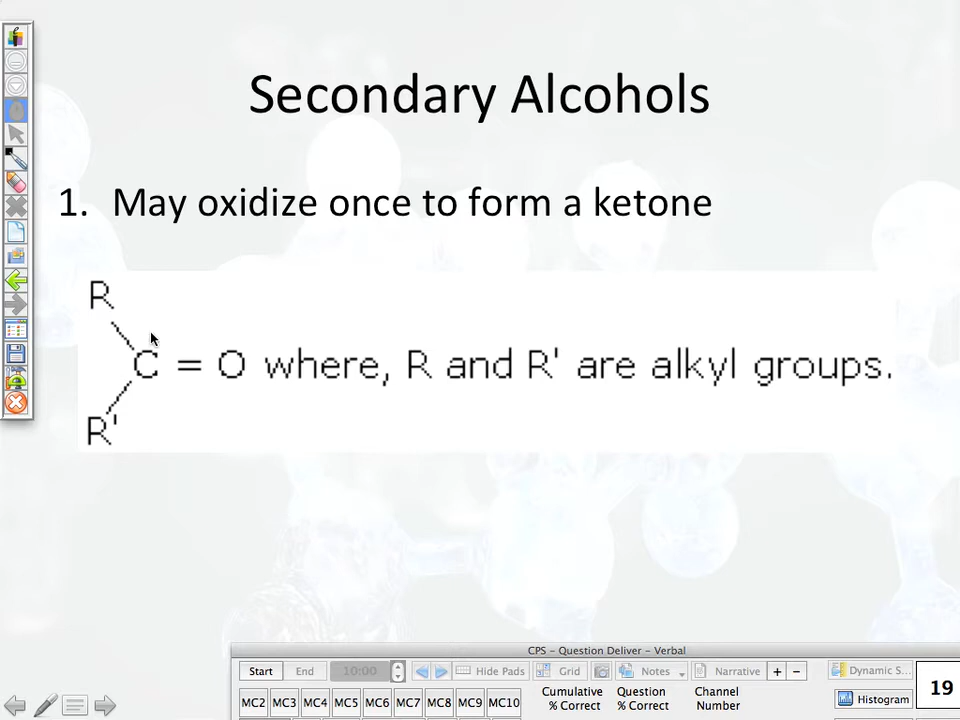 Secondary Alcohols
1. May oxidize once to form a ketone
R
C = O where, R and R' are alkyl groups.
R'
CPS – Question Deliver – Verbal
Start End 10:00 Hide Pads Grid Notes Narrative + − Dynamic S...
MC2 MC3 MC4 MC5 MC6 MC7 MC8 MC9 MC10
Cumulative % Correct
Question % Correct
Channel Number
Histogram
19